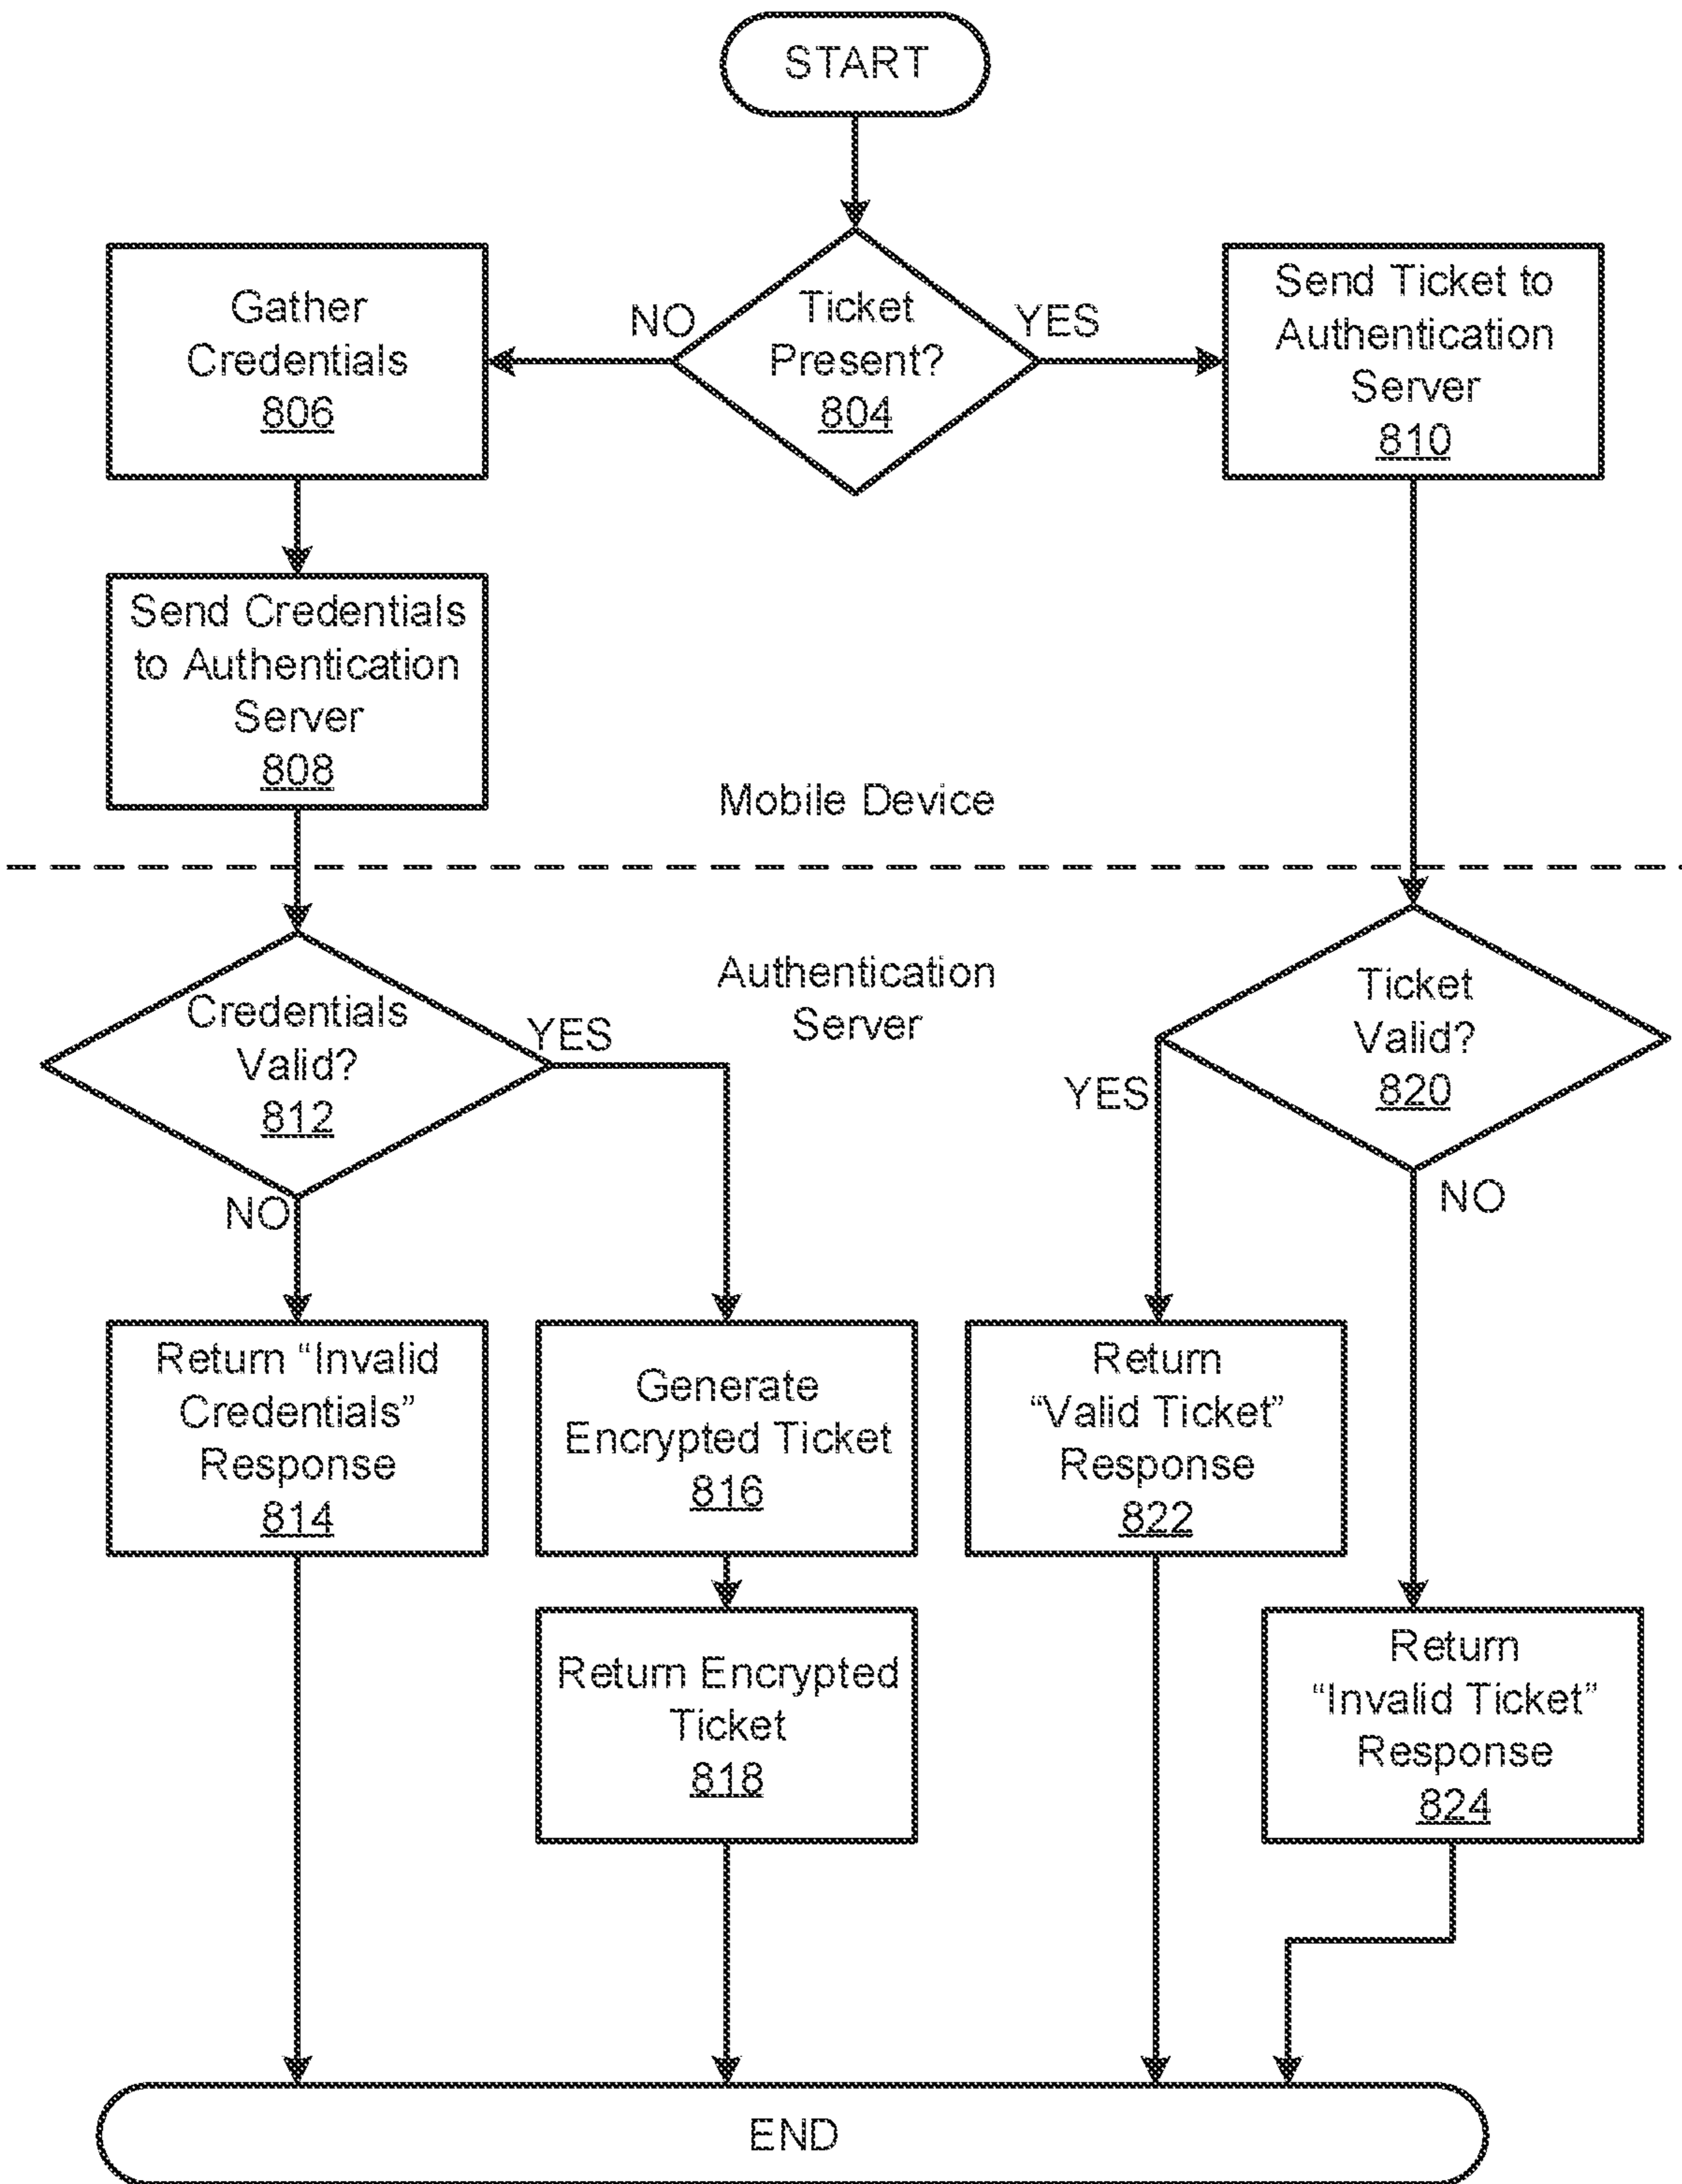 START
Gather
Credentials
806
NO
Ticket
Present?
804
YES
Send Ticket to
Authentication
Server
810
Send Credentials
to Authentication
Server
808
Mobile Device
Authentication
Server
Credentials
Valid?
812
YES
NO
Ticket
Valid?
820
YES
NO
Return “Invalid
Credentials”
Response
814
Generate
Encrypted Ticket
816
Return
“Valid Ticket”
Response
822
Return Encrypted
Ticket
818
Return
“Invalid Ticket”
Response
824
END